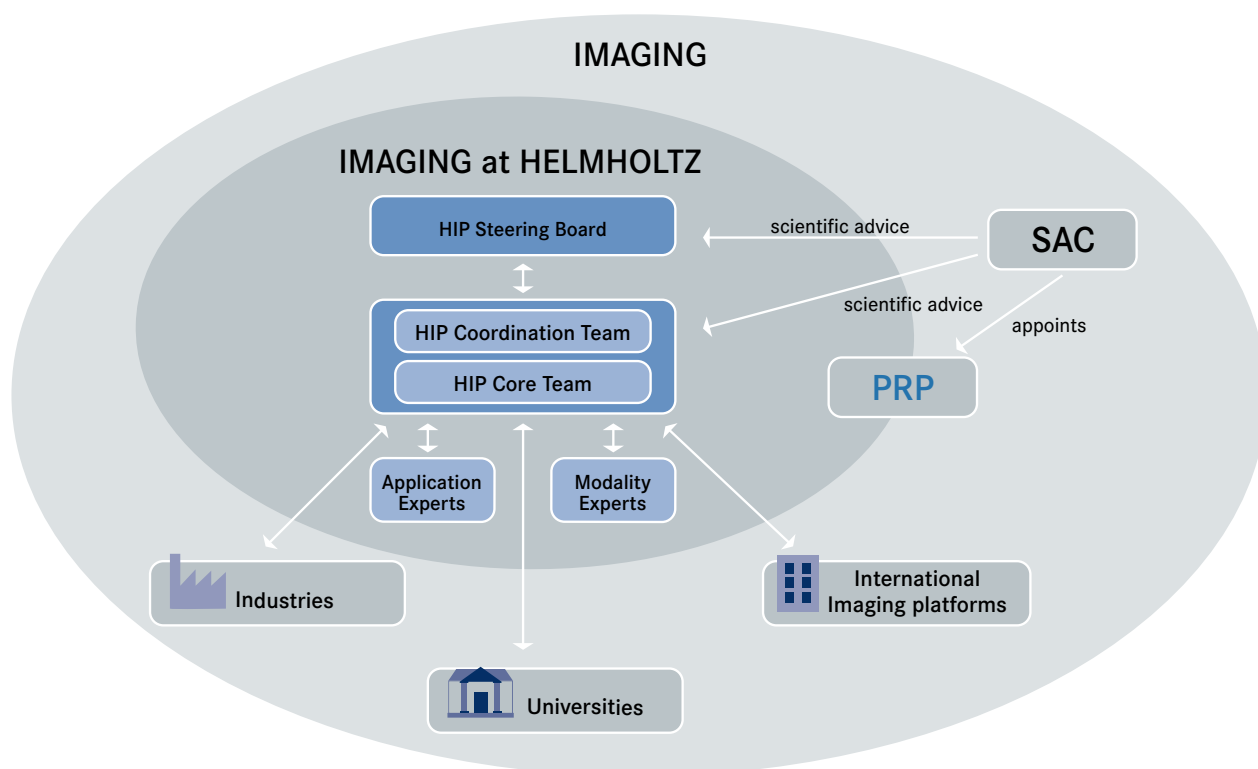 IMAGING
IMAGING at HELMHOLTZ
HIP Steering Board
scientific advice
SAC
scientific advice
appoints
HIP Coordination Team
HIP Core Team
PRP
Application
Experts
Modality
Experts
Industries
International
Imaging platforms
Universities